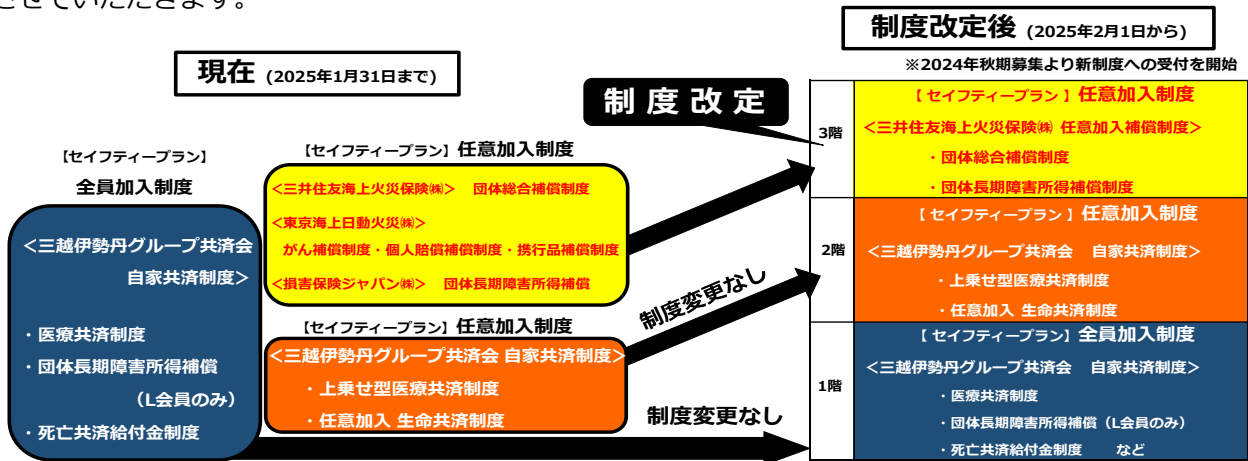 させていただきます。
現在 (2025年1月31日まで)
【セイフティープラン】
全員加入制度
<三越伊勢丹グループ共済会
自家共済制度>
・医療共済制度
・団体長期障害所得補償
（L会員のみ）
・死亡共済給付金制度
【セイフティープラン】任意加入制度
<三井住友海上火災保険㈱>　団体総合補償制度
<東京海上日動火災㈱>
がん補償制度・個人賠償補償制度・携行品補償制度
<損害保険ジャパン㈱>　団体長期障害所得補償
【セイフティープラン】任意加入制度
<三越伊勢丹グループ共済会 自家共済制度>
・上乗せ型医療共済制度
・任意加入 生命共済制度
制度改定
制度変更なし
制度変更なし
制度改定後 (2025年2月1日から)
※2024年秋期募集より新制度への受付を開始
3階
【 セイフティープラン 】任意加入制度
<三井住友海上火災保険㈱ 任意加入補償制度>
・団体総合補償制度
・団体長期障害所得補償制度
2階
【 セイフティープラン 】任意加入制度
<三越伊勢丹グループ共済会　自家共済制度>
・上乗せ型医療共済制度
・任意加入 生命共済制度
1階
【 セイフティープラン】全員加入制度
<三越伊勢丹グループ共済会　自家共済制度>
・医療共済制度
・団体長期障害所得補償（L会員のみ）
・死亡共済給付金制度　　など